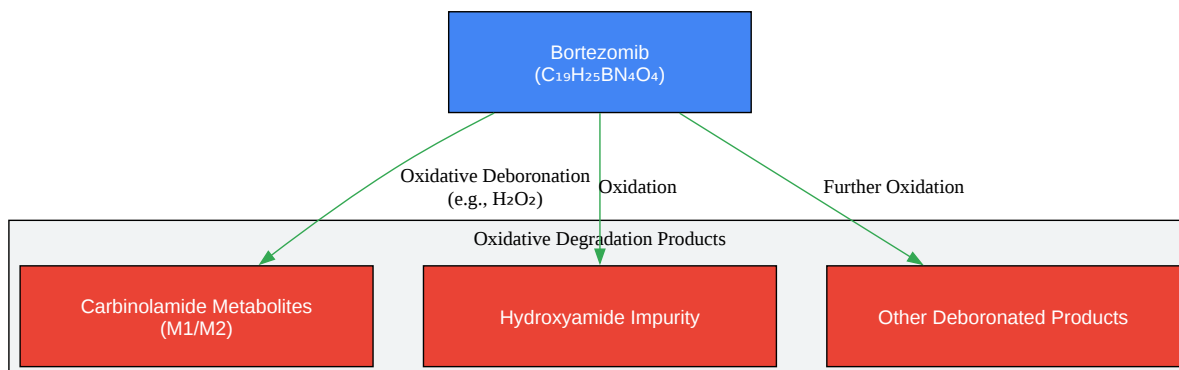 Bortezomib
(C₁₉H₂₅BN₄O₄)
Oxidative Deboronation
(e.g., H₂O₂)
Oxidation
Further Oxidation
Oxidative Degradation Products
Carbinolamide Metabolites
(M1/M2)
Hydroxyamide Impurity
Other Deboronated Products